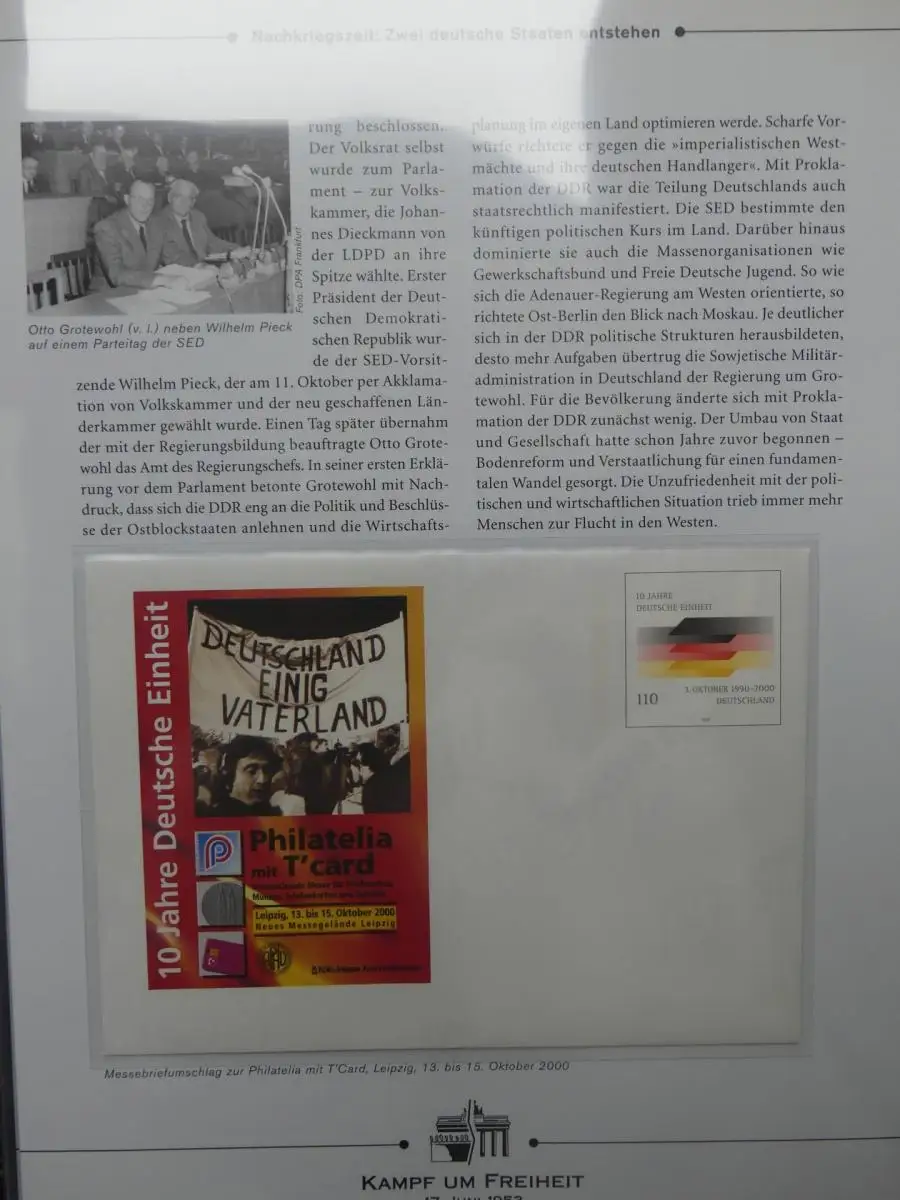 Nachkriegszeit: Zwei deutsche Staaten entstehen
Foto: DPA Frankfurt
Otto Grotewohl (v. l.) neben Wilhelm Pieck
auf einem Parteitag der SED
rung beschlossen.
Der Volksrat selbst
wurde zum Parla-
ment – zur Volks-
kammer, die Johan-
nes Dieckmann von
der LDPD an ihre
Spitze wählte. Erster
Präsident der Deut-
schen Demokrati-
schen Republik wur-
de der SED-Vorsit-
zende Wilhelm Pieck, der am 11. Oktober per Akklama-
tion von Volkskammer und der neu geschaffenen Län-
derkammer gewählt wurde. Einen Tag später übernahm
der mit der Regierungsbildung beauftragte Otto Grote-
wohl das Amt des Regierungschefs. In seiner ersten Erklä-
rung vor dem Parlament betonte Grotewohl mit Nach-
druck, dass sich die DDR eng an die Politik und Beschlüs-
se der Ostblockstaaten anlehnen und die Wirtschafts-
planung im eigenen Land optimieren werde. Scharfe Vor-
würfe richtete er gegen die »imperialistischen West-
mächte und ihre deutschen Handlanger«. Mit Prokla-
mation der DDR war die Teilung Deutschlands auch
staatsrechtlich manifestiert. Die SED bestimmte den
künftigen politischen Kurs im Land. Darüber hinaus
dominierte sie auch die Massenorganisationen wie
Gewerkschaftsbund und Freie Deutsche Jugend. So wie
sich die Adenauer-Regierung am Westen orientierte, so
richtete Ost-Berlin den Blick nach Moskau. Je deutlicher
sich in der DDR politische Strukturen herausbildeten,
desto mehr Aufgaben übertrug die Sowjetische Militär-
administration in Deutschland der Regierung um Gro-
tewohl. Für die Bevölkerung änderte sich mit Prokla-
mation der DDR zunächst wenig. Der Umbau von Staat
und Gesellschaft hatte schon Jahre zuvor begonnen –
Bodenreform und Verstaatlichung für einen fundamen-
talen Wandel gesorgt. Die Unzufriedenheit mit der poli-
tischen und wirtschaftlichen Situation trieb immer mehr
Menschen zur Flucht in den Westen.
10 Jahre Deutsche Einheit
DEUTSCHLAND
EINIG
VATERLAND
Philatelia
mit T'card
Internationale Messe für Briefmarken,
Münzen, Telefonkarten und Zubehör
Leipzig, 13. bis 15. Oktober 2000
Neues Messegelände Leipzig
10 JAHRE
DEUTSCHE EINHEIT
3. OKTOBER 1990–2000
110 DEUTSCHLAND
Messebriefumschlag zur Philatelia mit T'Card, Leipzig, 13. bis 15. Oktober 2000
KAMPF UM FREIHEIT
17. JUNI 1953